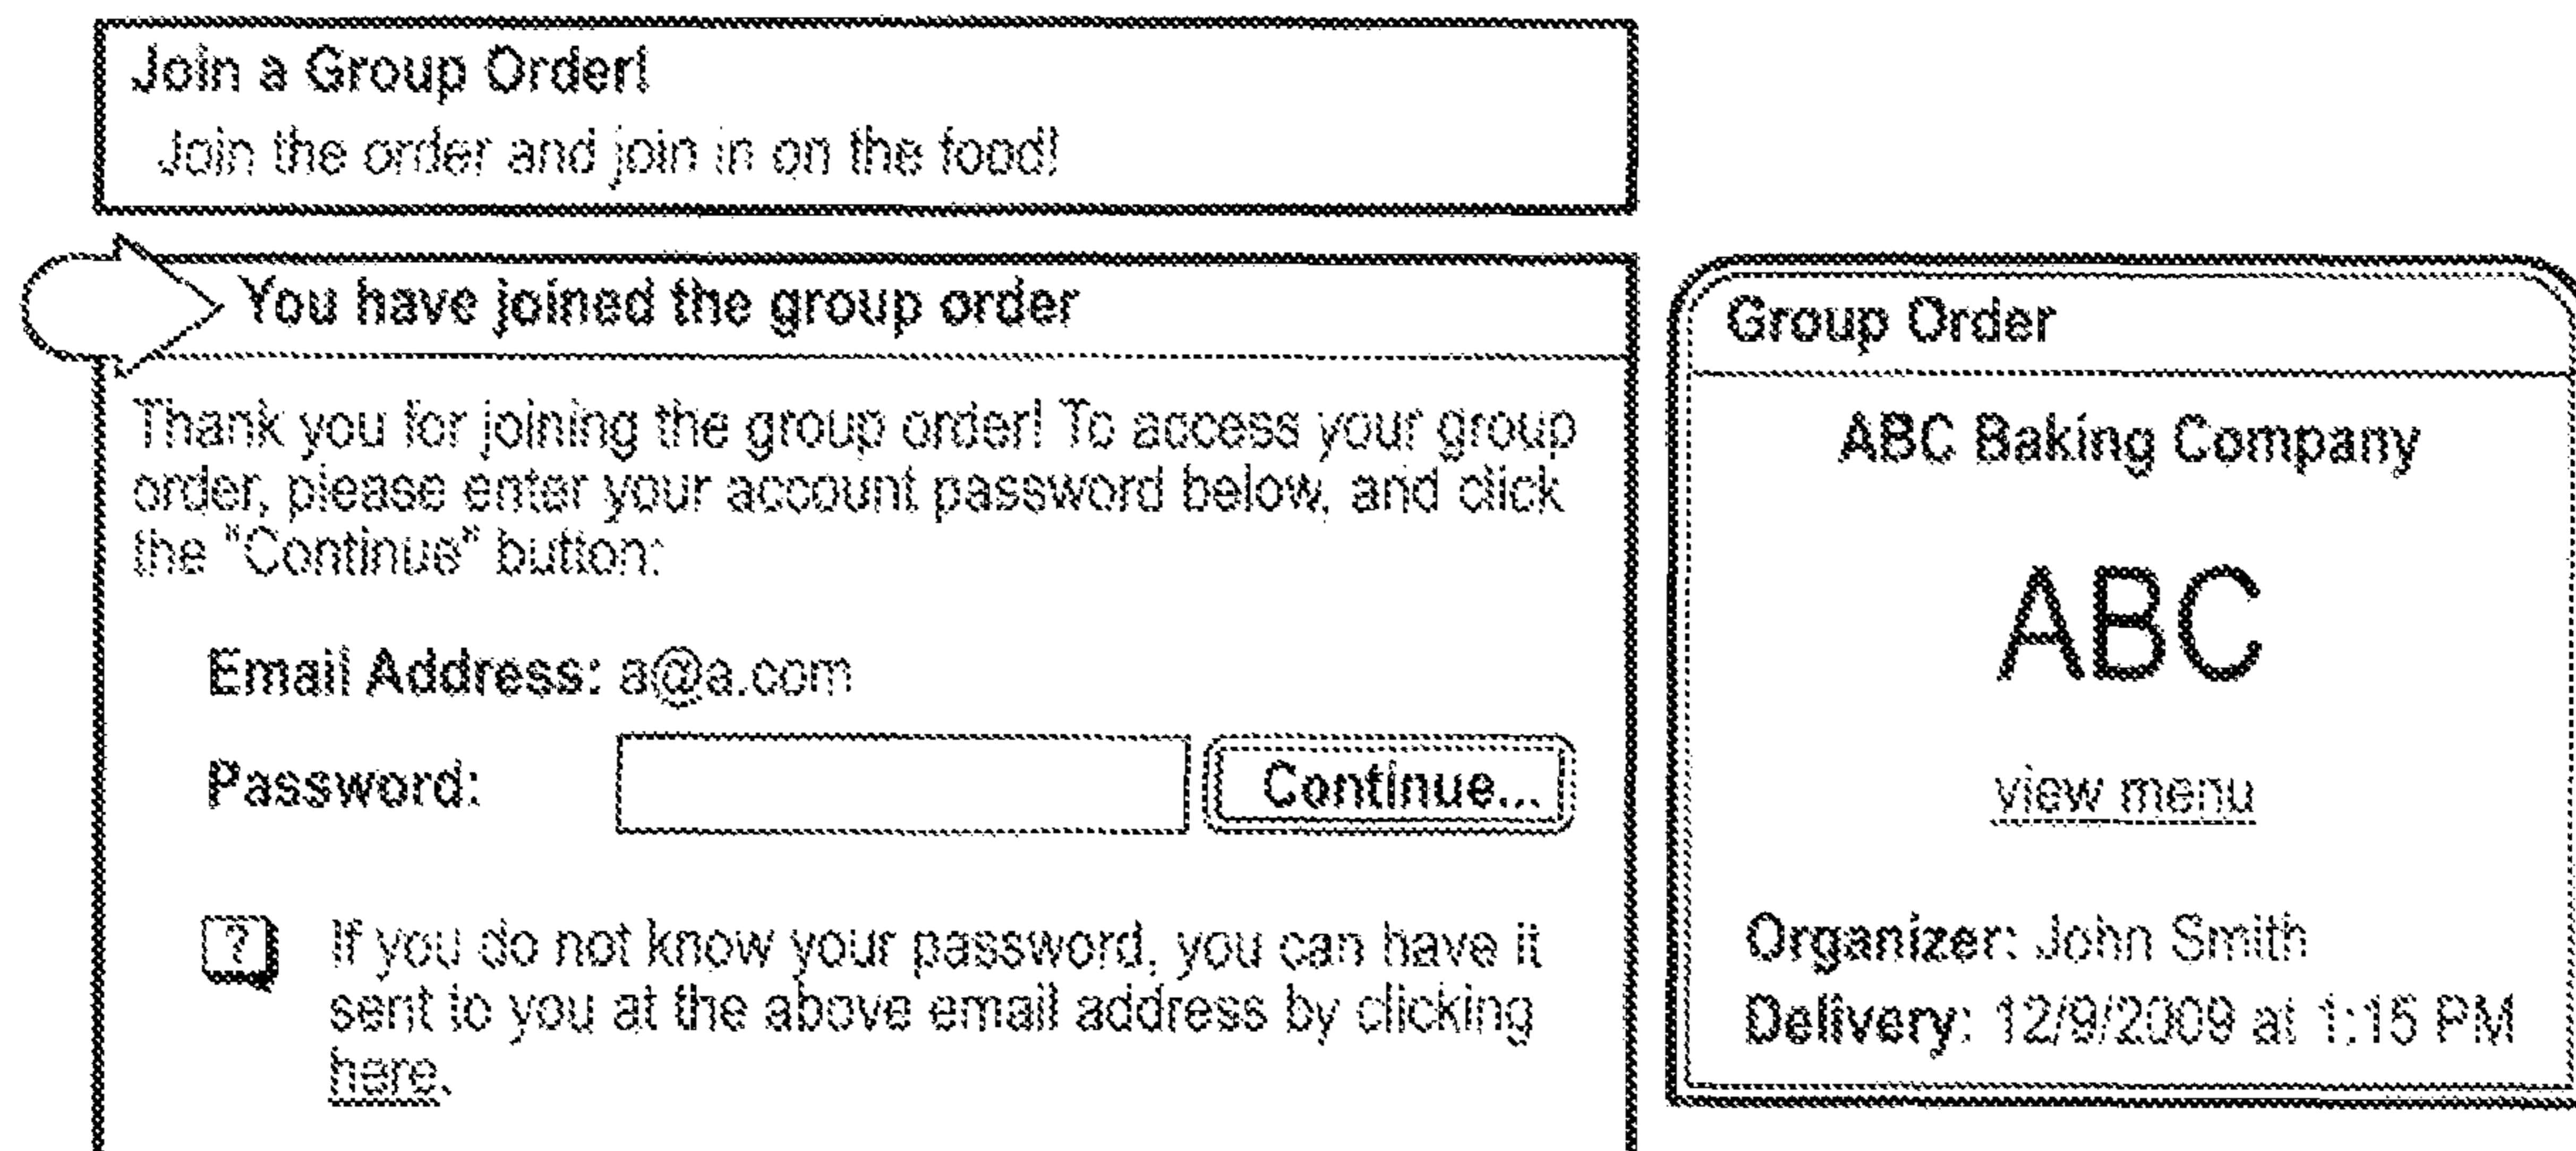 Join a Group Order!
Join the order and join in on the food!
You have joined the group order
Thank you for joining the group order! To access your group
order, please enter your account password below, and click
the "Continue" button:
Email Address: a@a.com
Password:
Continue...
?
If you do not know your password, you can have it
sent to you at the above email address by clicking
here.
Group Order
ABC Baking Company
ABC
view menu
Organizer: John Smith
Delivery: 12/9/2009 at 1:15 PM